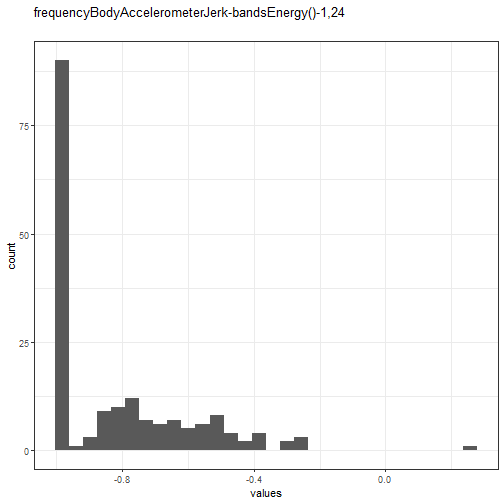 frequencyBodyAccelerometerJerk-bandsEnergy()-1,24
75
50
25
0
count
-0.8
-0.4
0.0
values